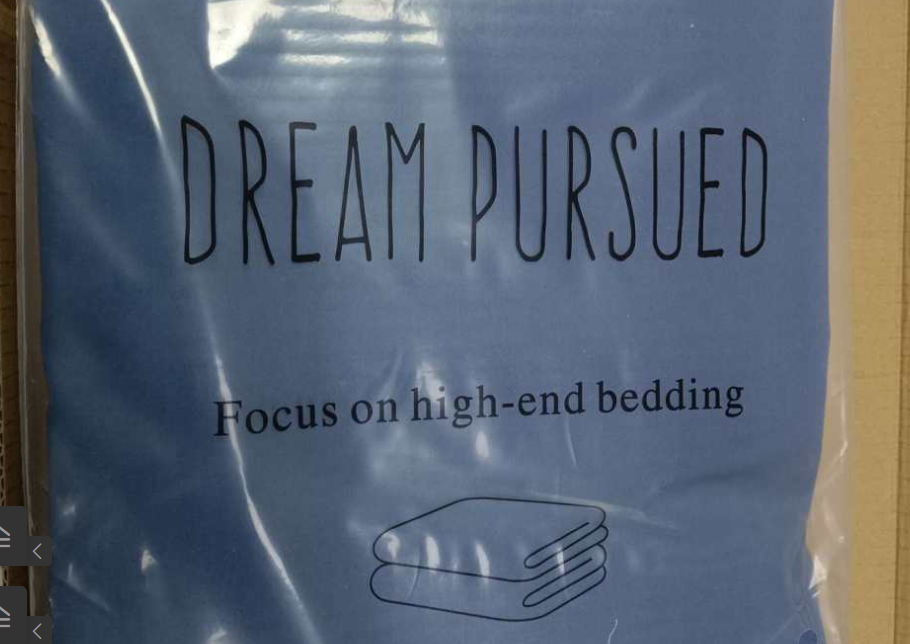 DREAM PURSUED
Focus on high-end bedding